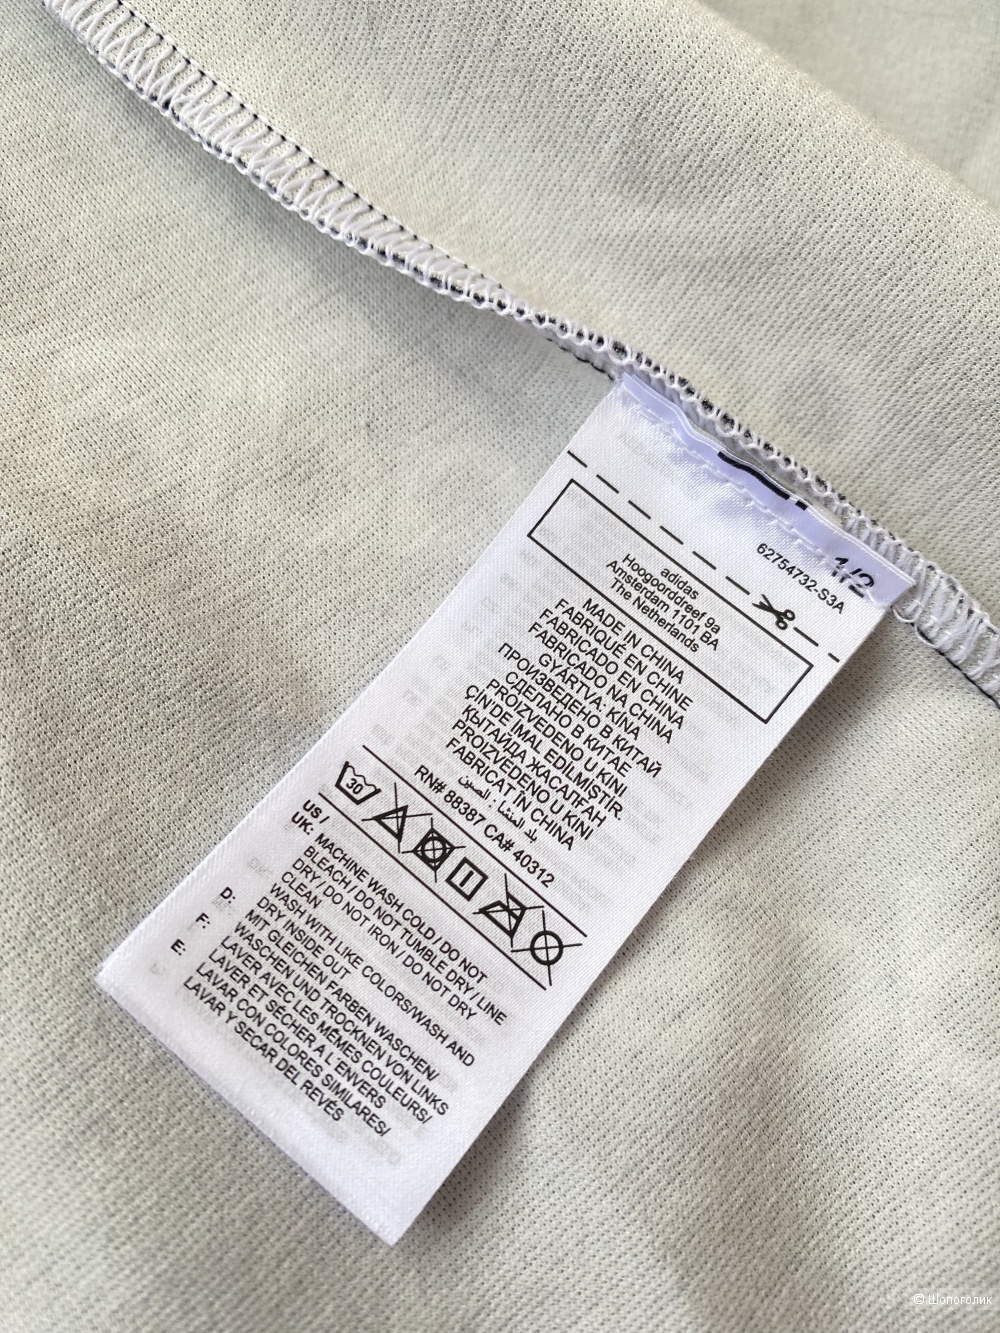 1/2
62754732-S3A
adidas
Hoogoorddreef 9a
Amsterdam 1101 BA
The Netherlands
MADE IN CHINA
FABRIQUÉ EN CHINE
FABRICADO EN CHINA
FABRICADO NA CHINA
GYÁRTVA: KÍNA
ПРОИЗВЕДЕНО В КИТАЙ
СДЕЛАНО В КИТАЕ
PROIZVEDENO U KINI
ÇİN'DE İMAL EDİLMİŞTİR.
ҚЫТАЙДА ЖАСАЛҒАН
PROIZVEDENO U KINI
FABRICAT ÎN CHINA
بلد المنشأ : الصين
RN# 88387 CA# 40312
30
US /
UK: MACHINE WASH COLD / DO NOT
BLEACH / DO NOT TUMBLE DRY / LINE
DRY / DO NOT IRON / DO NOT DRY
CLEAN
WASH WITH LIKE COLORS/WASH AND
DRY INSIDE OUT
D: MIT GLEICHEN FARBEN WASCHEN/
WASCHEN UND TROCKNEN VON LINKS
F: LAVER AVEC LES MÊMES COULEURS/
LAVER ET SÉCHER A L'ENVERS
E: LAVAR CON COLORES SIMILARES/
LAVAR Y SECAR DEL REVÉS
© Шопоголик